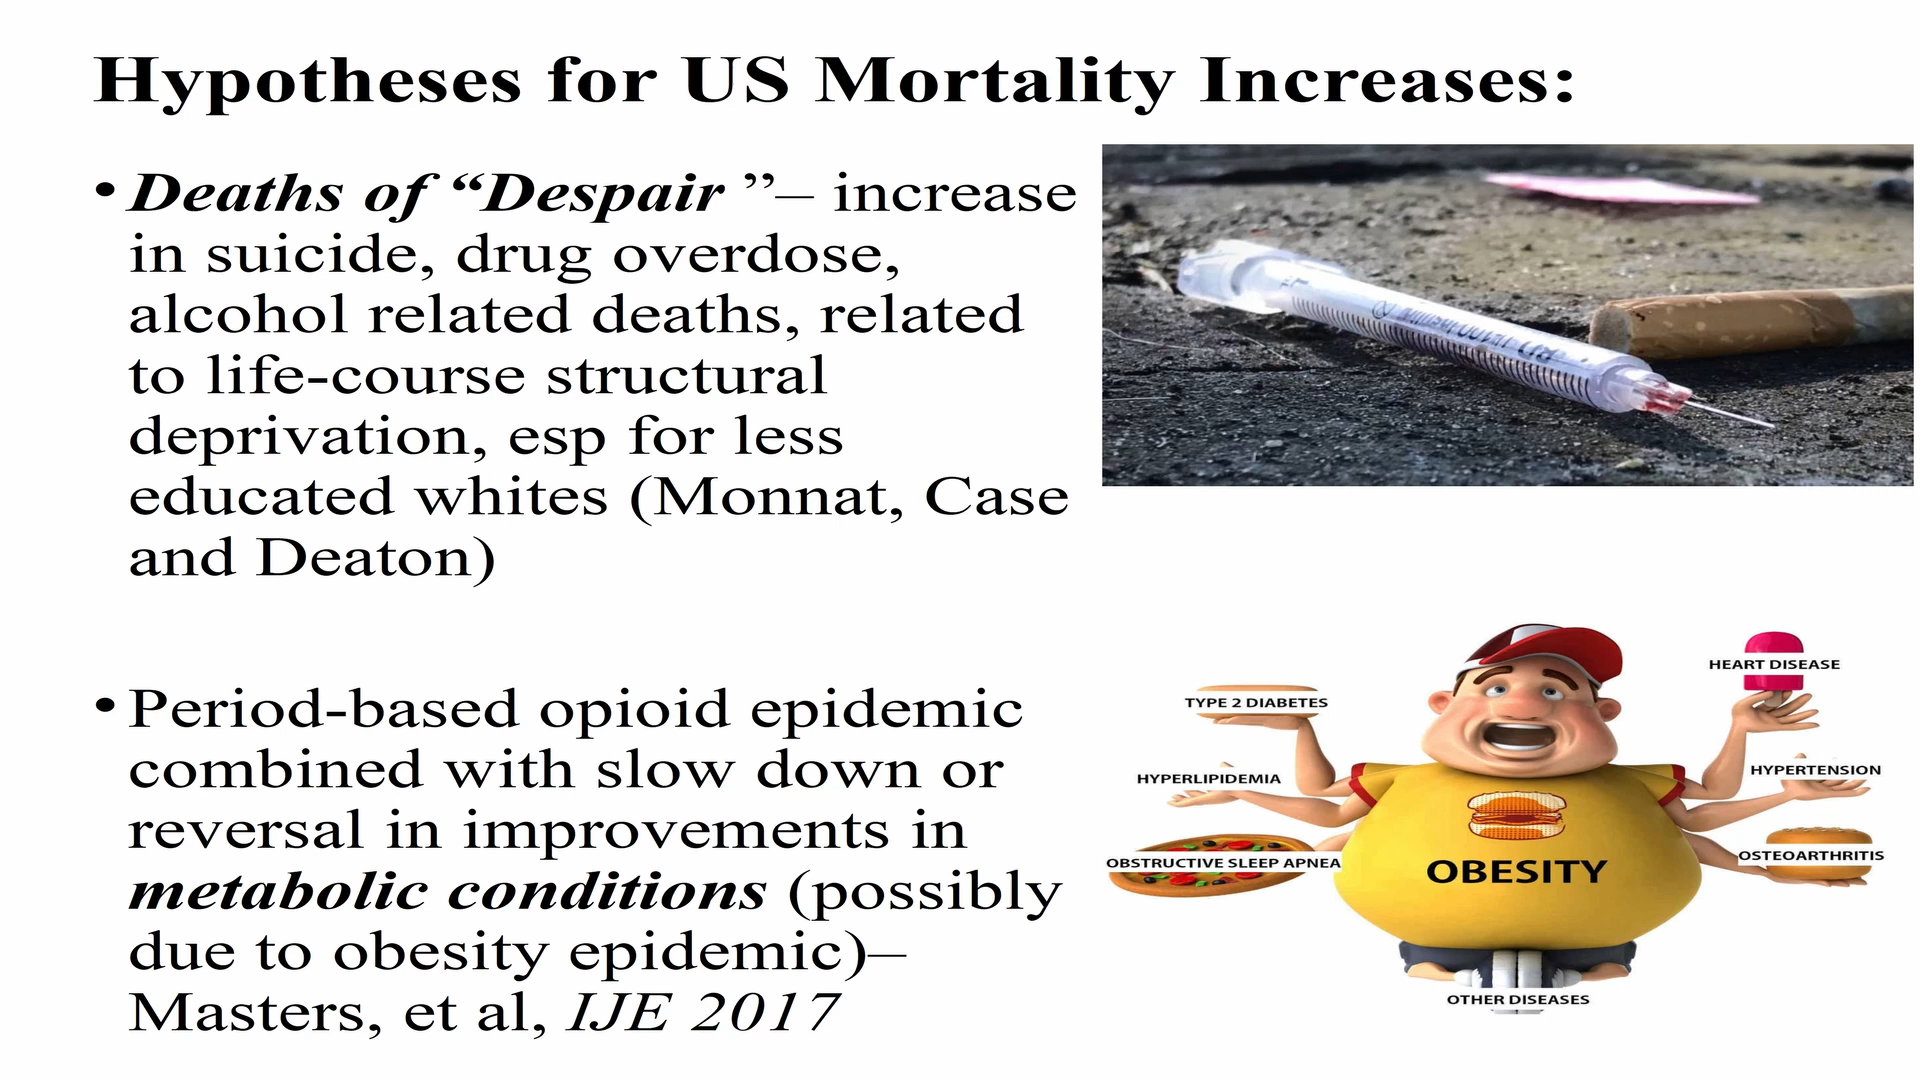 Hypotheses for US Mortality Increases:
• Deaths of “Despair ”– increase
in suicide, drug overdose,
alcohol related deaths, related
to life-course structural
deprivation, esp for less
educated whites (Monnat, Case
and Deaton)
• Period-based opioid epidemic
combined with slow down or
reversal in improvements in
metabolic conditions (possibly
due to obesity epidemic)–
Masters, et al, IJE 2017
HEART DISEASE
TYPE 2 DIABETES
HYPERTENSION
HYPERLIPIDEMIA
OSTEOARTHRITIS
OBSTRUCTIVE SLEEP APNEA
OBESITY
OTHER DISEASES